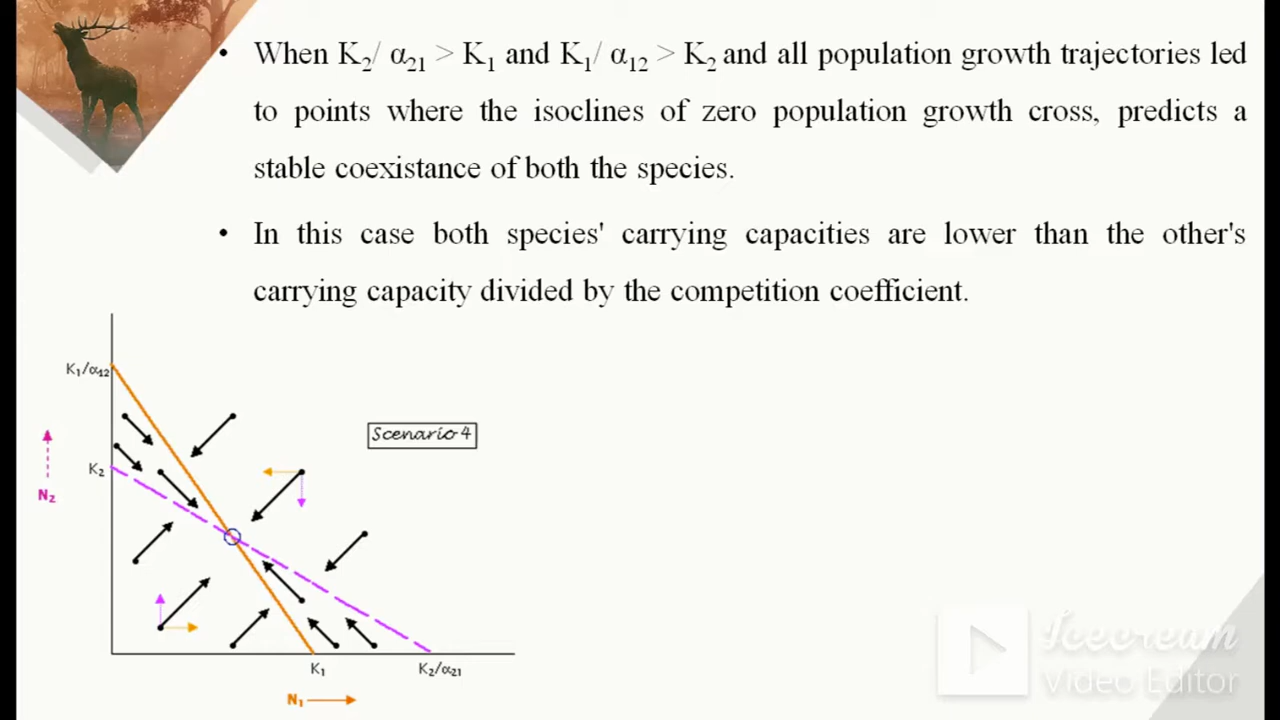 • When K₂/ α₂₁ > K₁ and K₁/ α₁₂ > K₂ and all population growth trajectories led
to points where the isoclines of zero population growth cross, predicts a
stable coexistance of both the species.
• In this case both species' carrying capacities are lower than the other's
carrying capacity divided by the competition coefficient.
K₁/α₁₂
Scenario 4
K₂
N₂
K₁
K₂/α₂₁
N₁
Icecream
Video Editor